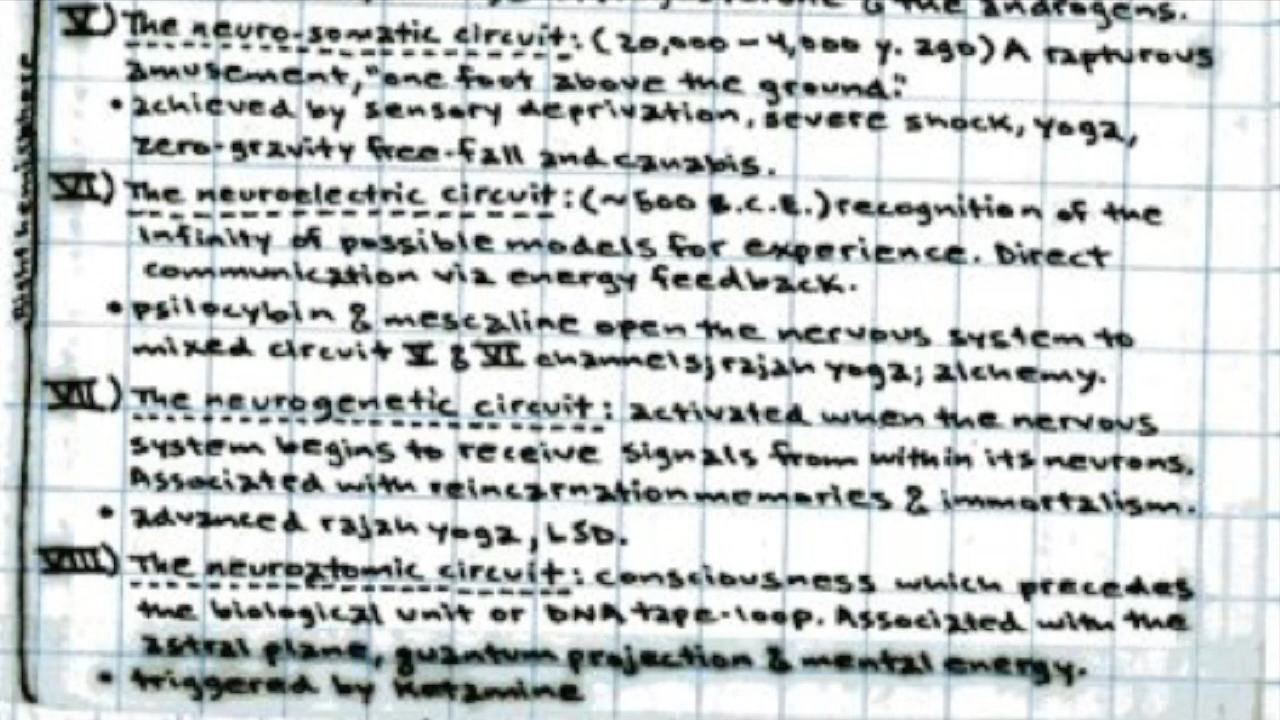 & the androgens.
V) The neuro-somatic circuit: (20,000 - 4,000 y. ago) A rapturous
amusement, "one foot above the ground."
• achieved by sensory deprivation, severe shock, yoga,
zero-gravity free-fall and canabis.
VI) The neuroelectric circuit: (~500 B.C.E.) recognition of the
infinity of possible models for experience. Direct
communication via energy feedback.
• psilocybin & mescaline open the nervous system to
mixed circuit V & VI channels; rajah yoga; alchemy.
VII) The neurogenetic circuit: activated when the nervous
system begins to receive signals from within its neurons.
Associated with reincarnation memories & immortalism.
• advanced rajah yoga, LSD.
VIII) The neuroatomic circuit: consciousness which precedes
the biological unit or DNA tape-loop. Associated with the
astral plane, quantum projection & mental energy.
• triggered by Ketamine
Right hemisphere